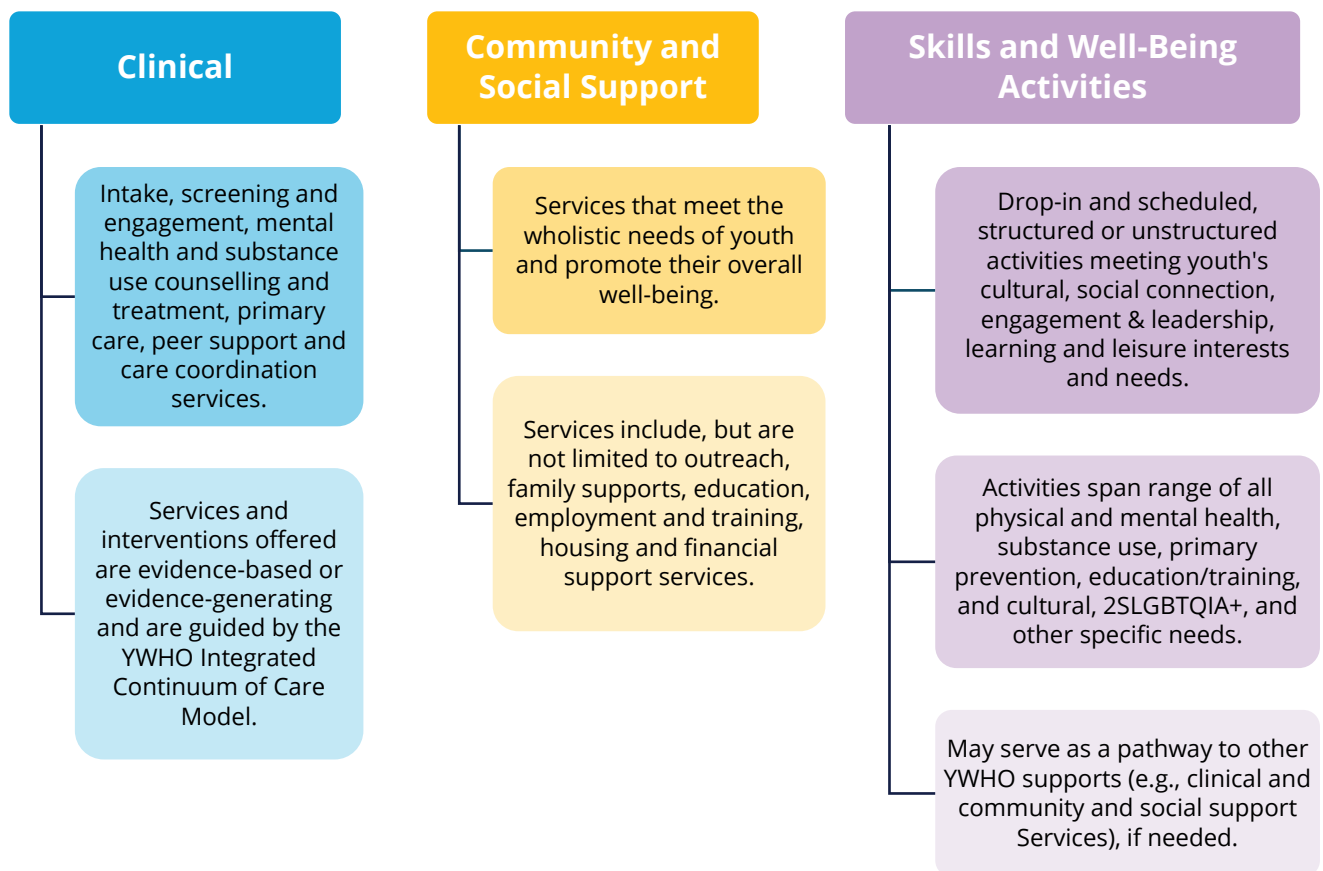 Clinical
Intake, screening and
engagement, mental
health and substance
use counselling and
treatment, primary
care, peer support and
care coordination
services.
Services and
interventions offered
are evidence-based or
evidence-generating
and are guided by the
YWHO Integrated
Continuum of Care
Model.
Community and
Social Support
Services that meet the
wholistic needs of youth
and promote their overall
well-being.
Services include, but are
not limited to outreach,
family supports, education,
employment and training,
housing and financial
support services.
Skills and Well-Being
Activities
Drop-in and scheduled,
structured or unstructured
activities meeting youth's
cultural, social connection,
engagement & leadership,
learning and leisure interests
and needs.
Activities span range of all
physical and mental health,
substance use, primary
prevention, education/training,
and cultural, 2SLGBTQIA+, and
other specific needs.
May serve as a pathway to other
YWHO supports (e.g., clinical and
community and social support
Services), if needed.